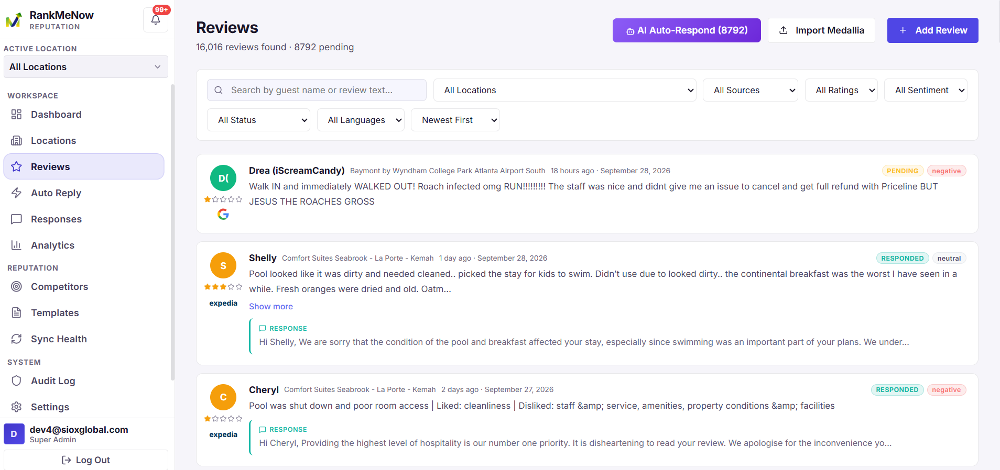 RankMeNow
REPUTATION
99+
ACTIVE LOCATION
All Locations
WORKSPACE
Dashboard
Locations
Reviews
Auto Reply
Responses
Analytics
REPUTATION
Competitors
Templates
Sync Health
SYSTEM
Audit Log
Settings
D
dev4@sioxglobal.com
Super Admin
Log Out
Reviews
16,016 reviews found · 8792 pending
AI Auto-Respond (8792)
Import Medallia
Add Review
Search by guest name or review text...
All Locations
All Sources
All Ratings
All Sentiment
All Status
All Languages
Newest First
D(
Drea (iScreamCandy) Baymont by Wyndham College Park Atlanta Airport South 18 hours ago · September 28, 2026
PENDING
negative
Walk IN and immediately WALKED OUT! Roach infected omg RUN!!!!!!!!! The staff was nice and didnt give me an issue to cancel and get full refund with Priceline BUT
JESUS THE ROACHES GROSS
S
expedia
Shelly Comfort Suites Seabrook - La Porte - Kemah 1 day ago · September 28, 2026
RESPONDED
neutral
Pool looked like it was dirty and needed cleaned.. picked the stay for kids to swim. Didn’t use due to looked dirty.. the continental breakfast was the worst I have seen in a
while. Fresh oranges were dried and old. Oatm...
Show more
RESPONSE
Hi Shelly, We are sorry that the condition of the pool and breakfast affected your stay, especially since swimming was an important part of your plans. We under...
C
expedia
Cheryl Comfort Suites Seabrook - La Porte - Kemah 2 days ago · September 27, 2026
RESPONDED
negative
Pool was shut down and poor room access | Liked: cleanliness | Disliked: staff &amp; service, amenities, property conditions &amp; facilities
RESPONSE
Hi Cheryl, Providing the highest level of hospitality is our number one priority. It is disheartening to read your review. We apologise for the inconvenience yo...